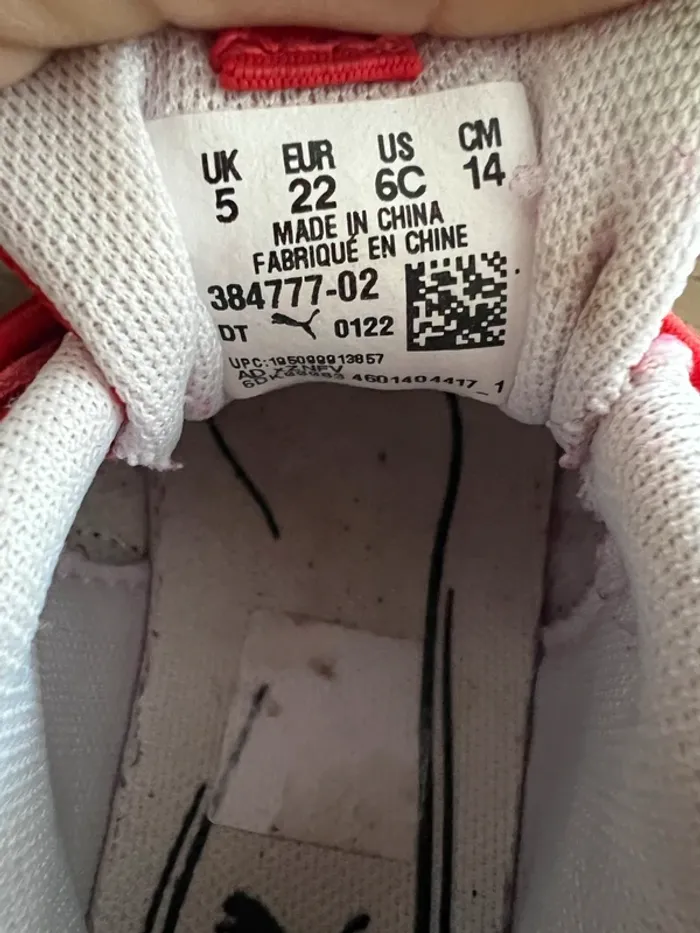 UK EUR US CM
5 22 6C 14
MADE IN CHINA
FABRIQUÉ EN CHINE
384777-02
DT 0122
UPC:195099913857
4601404417_1